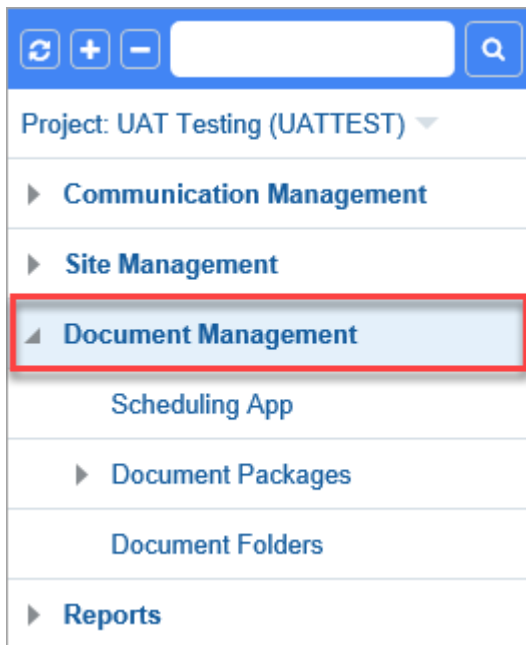 Project: UAT Testing (UATTEST)
Communication Management
Site Management
Document Management
Scheduling App
Document Packages
Document Folders
Reports